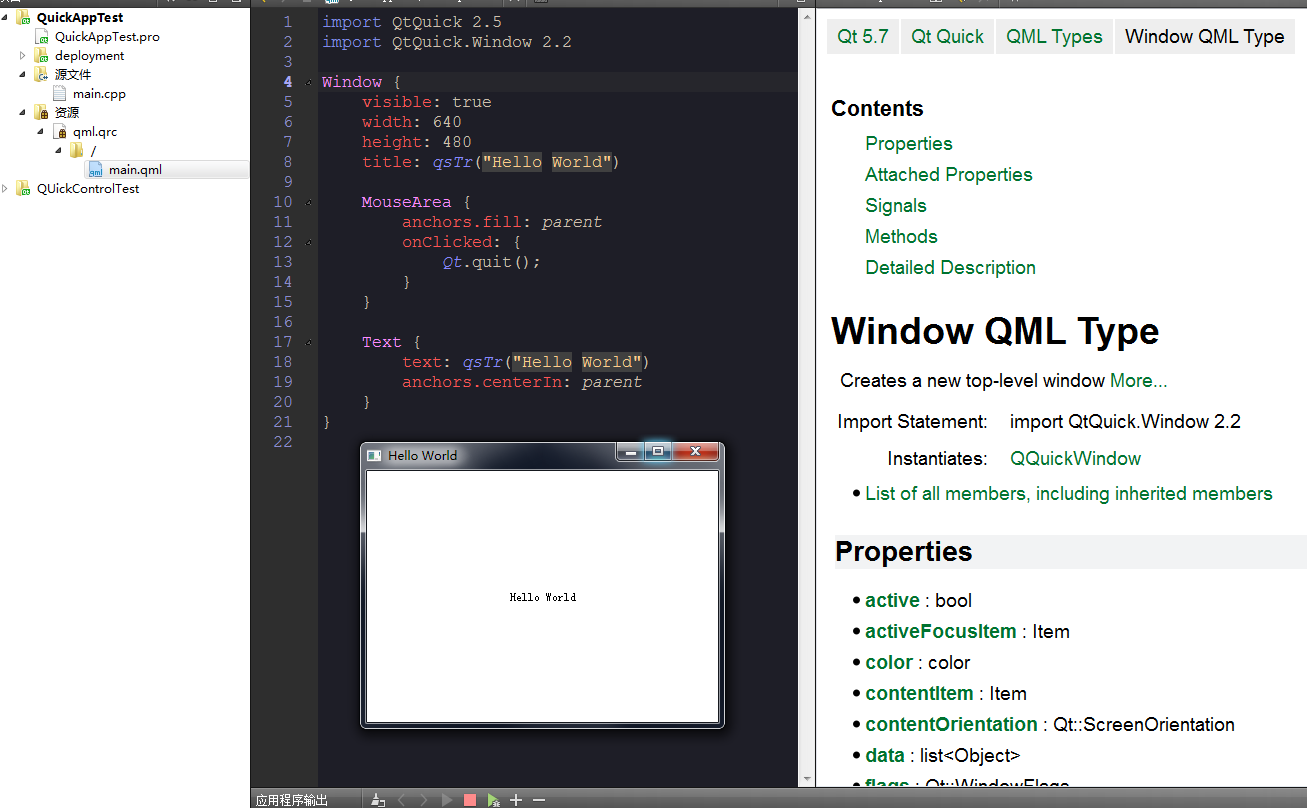 QuickAppTest
QuickAppTest.pro
deployment
源文件
main.cpp
资源
qml.qrc
/
main.qml
QUickControlTest
1 import QtQuick 2.5
2 import QtQuick.Window 2.2
3
4 Window {
5 visible: true
6 width: 640
7 height: 480
8 title: qsTr("Hello World")
9
10 MouseArea {
11 anchors.fill: parent
12 onClicked: {
13 Qt.quit();
14 }
15 }
16
17 Text {
18 text: qsTr("Hello World")
19 anchors.centerIn: parent
20 }
21 }
22
Hello World
Hello World
应用程序输出
Qt 5.7 Qt Quick QML Types Window QML Type
Contents
Properties
Attached Properties
Signals
Methods
Detailed Description
Window QML Type
Creates a new top-level window More...
Import Statement: import QtQuick.Window 2.2
Instantiates: QQuickWindow
• List of all members, including inherited members
Properties
• active : bool
• activeFocusItem : Item
• color : color
• contentItem : Item
• contentOrientation : Qt::ScreenOrientation
• data : list<Object>
• flags : Qt::WindowFlags